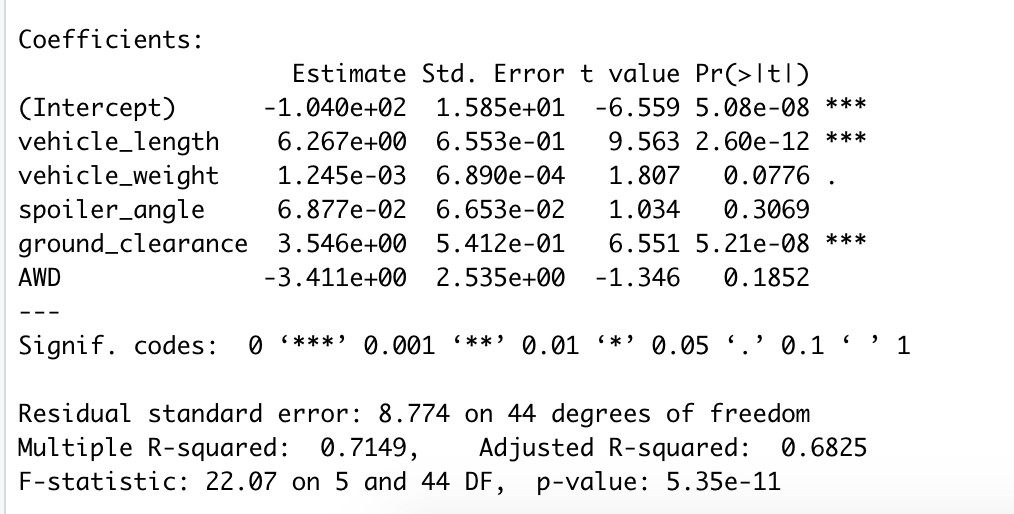 Coefficients:
Estimate Std. Error t value Pr(>|t|)
(Intercept) -1.040e+02 1.585e+01 -6.559 5.08e-08 ***
vehicle_length 6.267e+00 6.553e-01 9.563 2.60e-12 ***
vehicle_weight 1.245e-03 6.890e-04 1.807 0.0776 .
spoiler_angle 6.877e-02 6.653e-02 1.034 0.3069
ground_clearance 3.546e+00 5.412e-01 6.551 5.21e-08 ***
AWD -3.411e+00 2.535e+00 -1.346 0.1852
---
Signif. codes: 0 ‘***’ 0.001 ‘**’ 0.01 ‘*’ 0.05 ‘.’ 0.1 ‘ ’ 1
Residual standard error: 8.774 on 44 degrees of freedom
Multiple R-squared: 0.7149, Adjusted R-squared: 0.6825
F-statistic: 22.07 on 5 and 44 DF, p-value: 5.35e-11